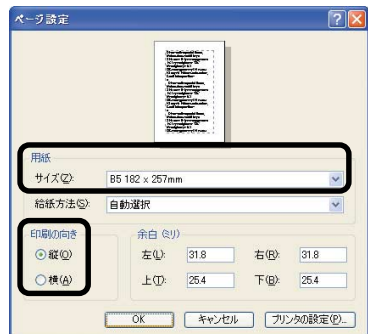 ページ設定
用紙
サイズ(Z): B5 182 x 257mm
給紙方法(S): 自動選択
印刷の向き
縦(O)
横(A)
余白 (ミリ)
左(L): 31.8 右(R): 31.8
上(T): 25.4 下(B): 25.4
OK キャンセル プリンタの設定(P)...